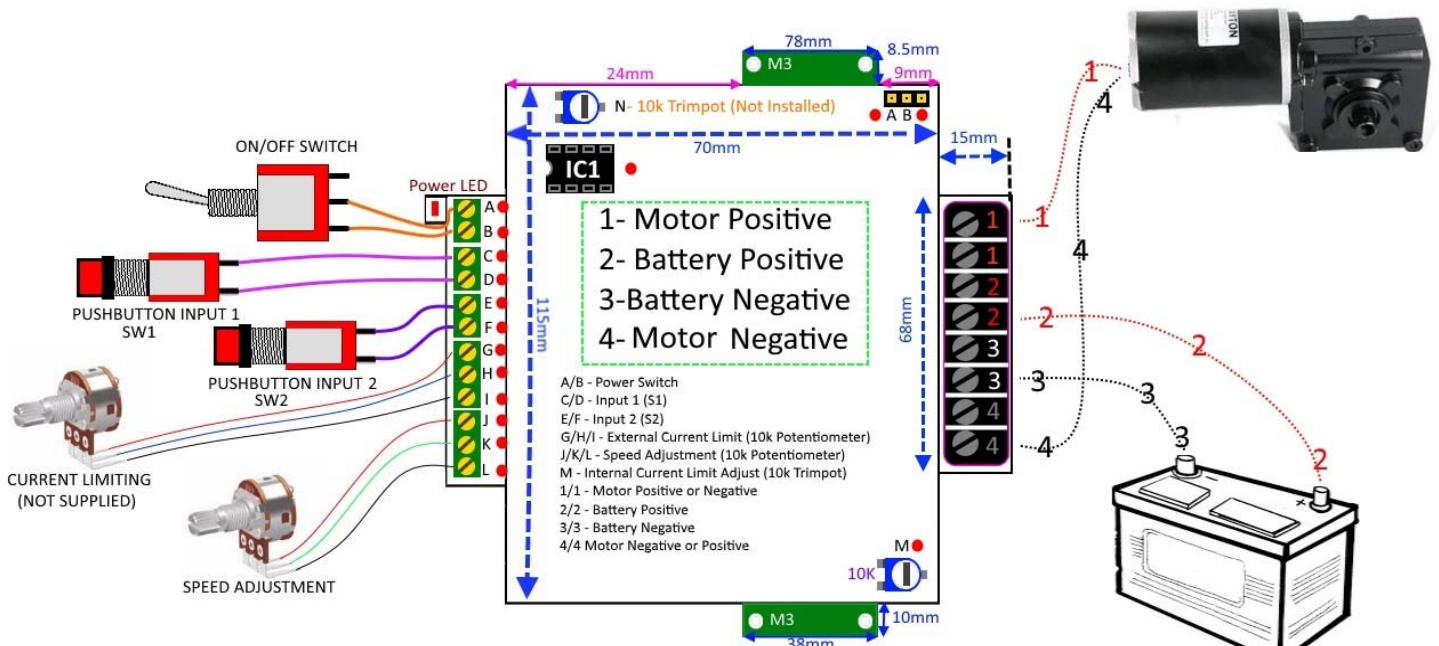 78mm
8.5mm
M3
24mm
9mm
N- 10k Trimpot (Not Installed)
A B
70mm
15mm
ON/OFF SWITCH
IC1
Power LED
A
B
C
D
E
F
G
H
I
J
K
L
PUSHBUTTON INPUT 1
SW1
PUSHBUTTON INPUT 2
SW2
CURRENT LIMITING
(NOT SUPPLIED)
SPEED ADJUSTMENT
115mm
1- Motor Positive
2- Battery Positive
3-Battery Negative
4- Motor Negative
A/B - Power Switch
C/D - Input 1 (S1)
E/F - Input 2 (S2)
G/H/I - External Current Limit (10k Potentiometer)
J/K/L - Speed Adjustment (10k Potentiometer)
M - Internal Current Limit Adjust (10k Trimpot)
1/1 - Motor Positive or Negative
2/2 - Battery Positive
3/3 - Battery Negative
4/4 Motor Negative or Positive
68mm
1
1
2
2
3
3
4
4
1
4
1
4
2
2
2
3
3
3
4
- +
M
10K
M3
10mm
38mm